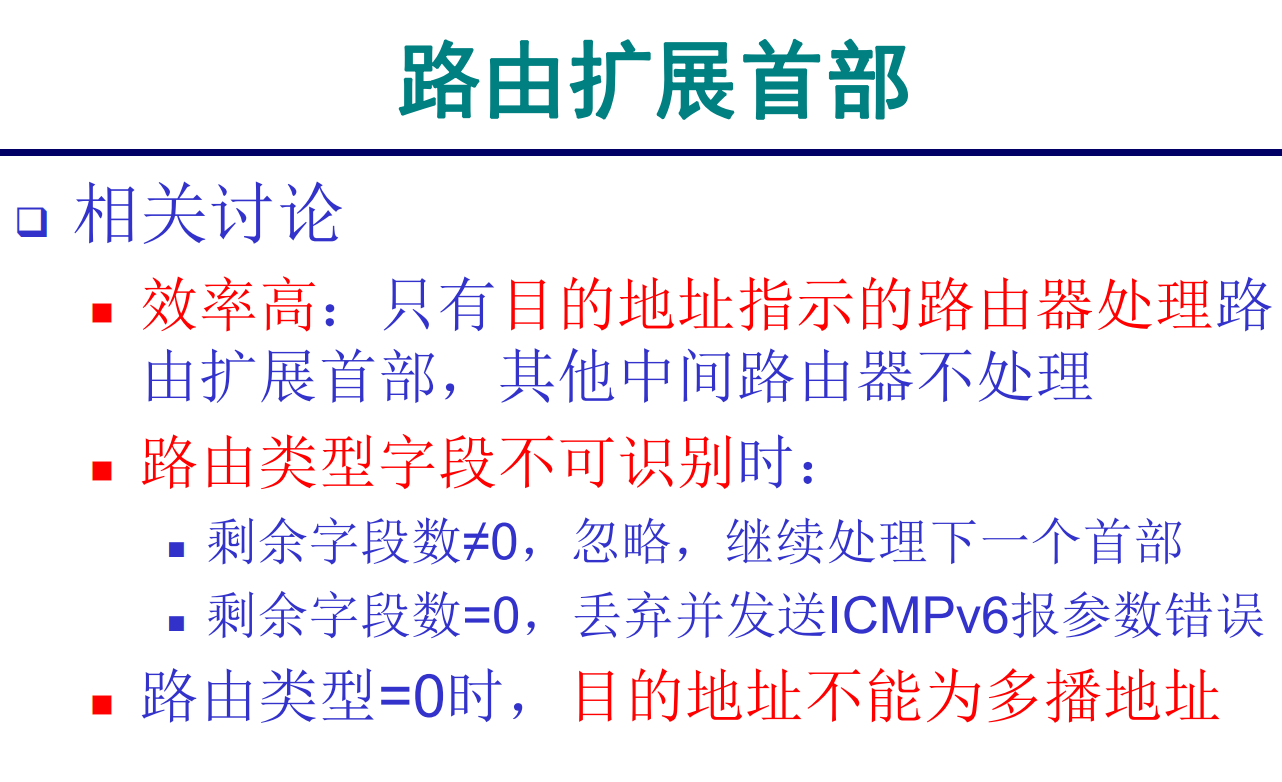 路由扩展首部
相关讨论
效率高：只有目的地址指示的路由器处理路
由扩展首部，其他中间路由器不处理
路由类型字段不可识别时：
剩余字段数≠0，忽略，继续处理下一个首部
剩余字段数=0，丢弃并发送ICMPv6报参数错误
路由类型=0时，目的地址不能为多播地址